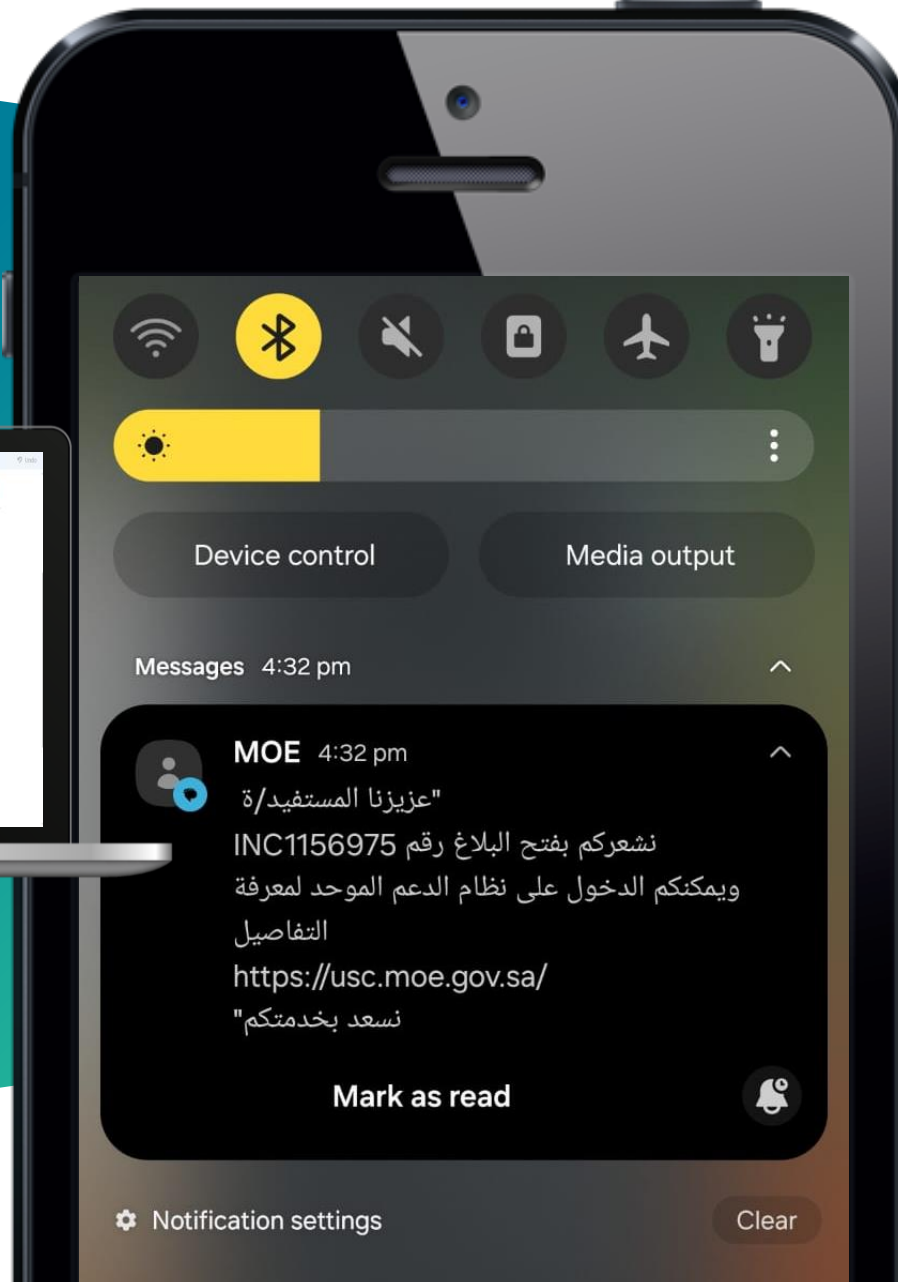 Device control
Media output
Messages 4:32 pm
MOE 4:32 pm
"عزيزنا المستفيد/ة
نشعركم بفتح البلاغ رقم INC1156975
ويمكنكم الدخول على نظام الدعم الموحد لمعرفة
التفاصيل
https://usc.moe.gov.sa/
نسعد بخدمتكم"
Mark as read
Notification settings
Clear